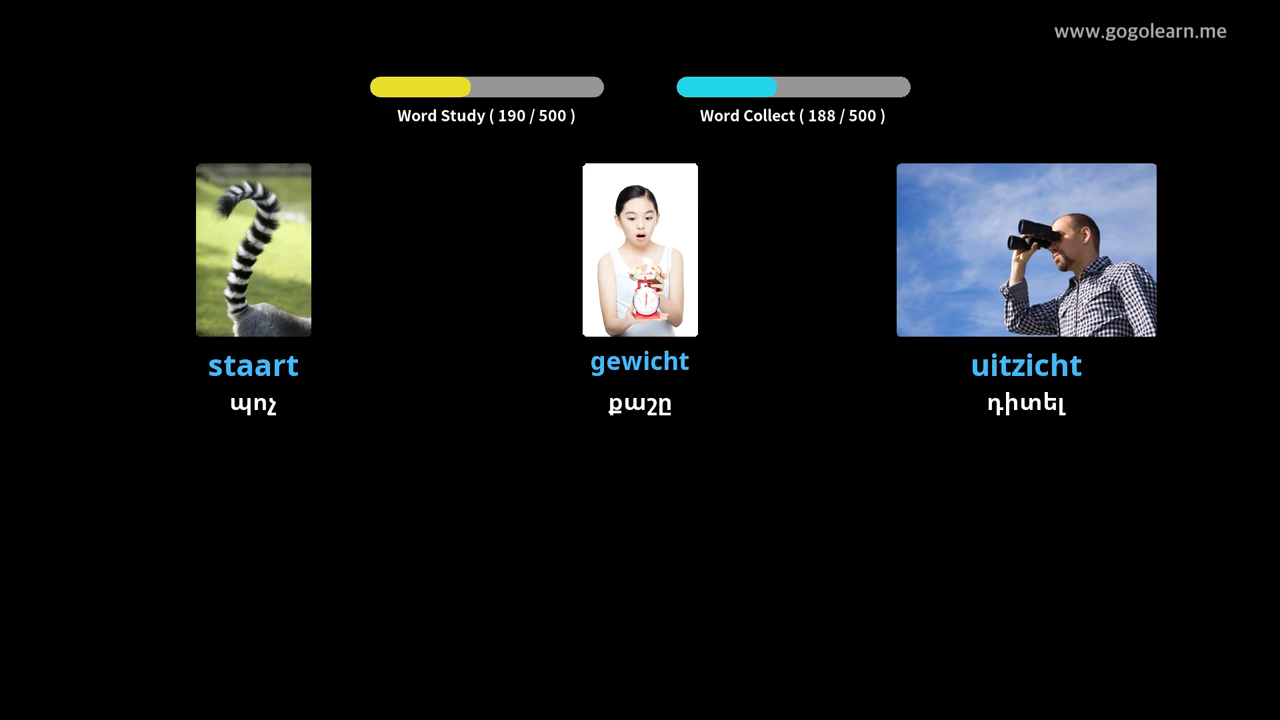 www.gogolearn.me
Word Study ( 190 / 500 )
Word Collect ( 188 / 500 )
staart
gewicht
uitzicht
պոչ
քաշը
դիտել